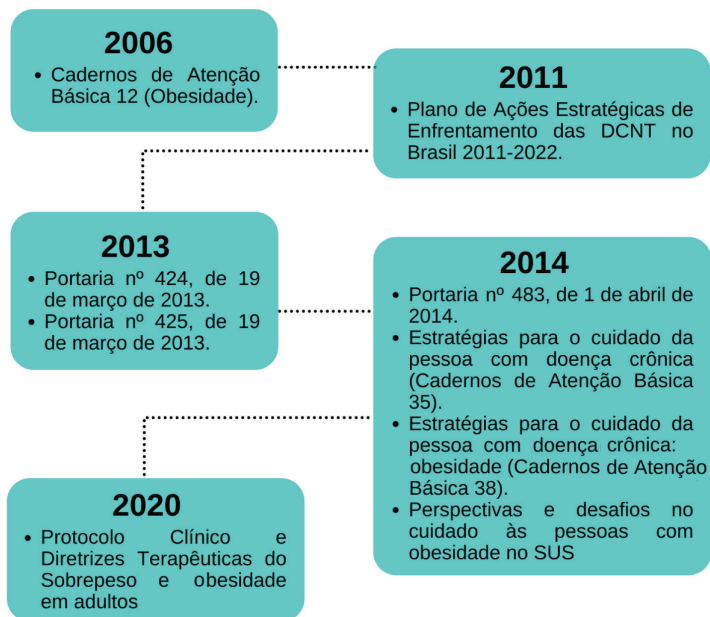 2006
• Cadernos de Atenção
Básica 12 (Obesidade).
2011
• Plano de Ações Estratégicas de
Enfrentamento das DCNT no
Brasil 2011-2022.
2013
• Portaria nº 424, de 19
de março de 2013.
• Portaria nº 425, de 19
de março de 2013.
2014
• Portaria nº 483, de 1 de abril de
2014.
• Estratégias para o cuidado da
pessoa com doença crônica
(Cadernos de Atenção Básica
35).
• Estratégias para o cuidado da
pessoa com doença crônica:
obesidade (Cadernos de Atenção
Básica 38).
• Perspectivas e desafios no
cuidado às pessoas com
obesidade no SUS
2020
• Protocolo Clínico e
Diretrizes Terapêuticas do
Sobrepeso e obesidade
em adultos